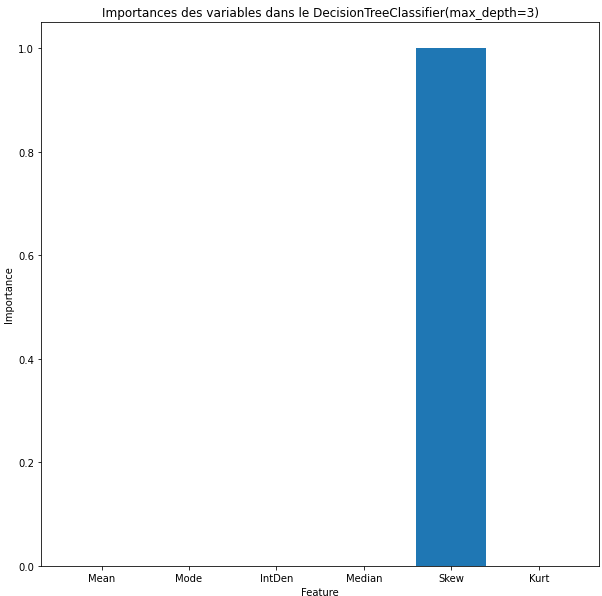 Importances des variables dans le DecisionTreeClassifier(max_depth=3)
1.0
0.8
0.6
0.4
0.2
0.0
Importance
Mean Mode IntDen Median Skew Kurt
Feature